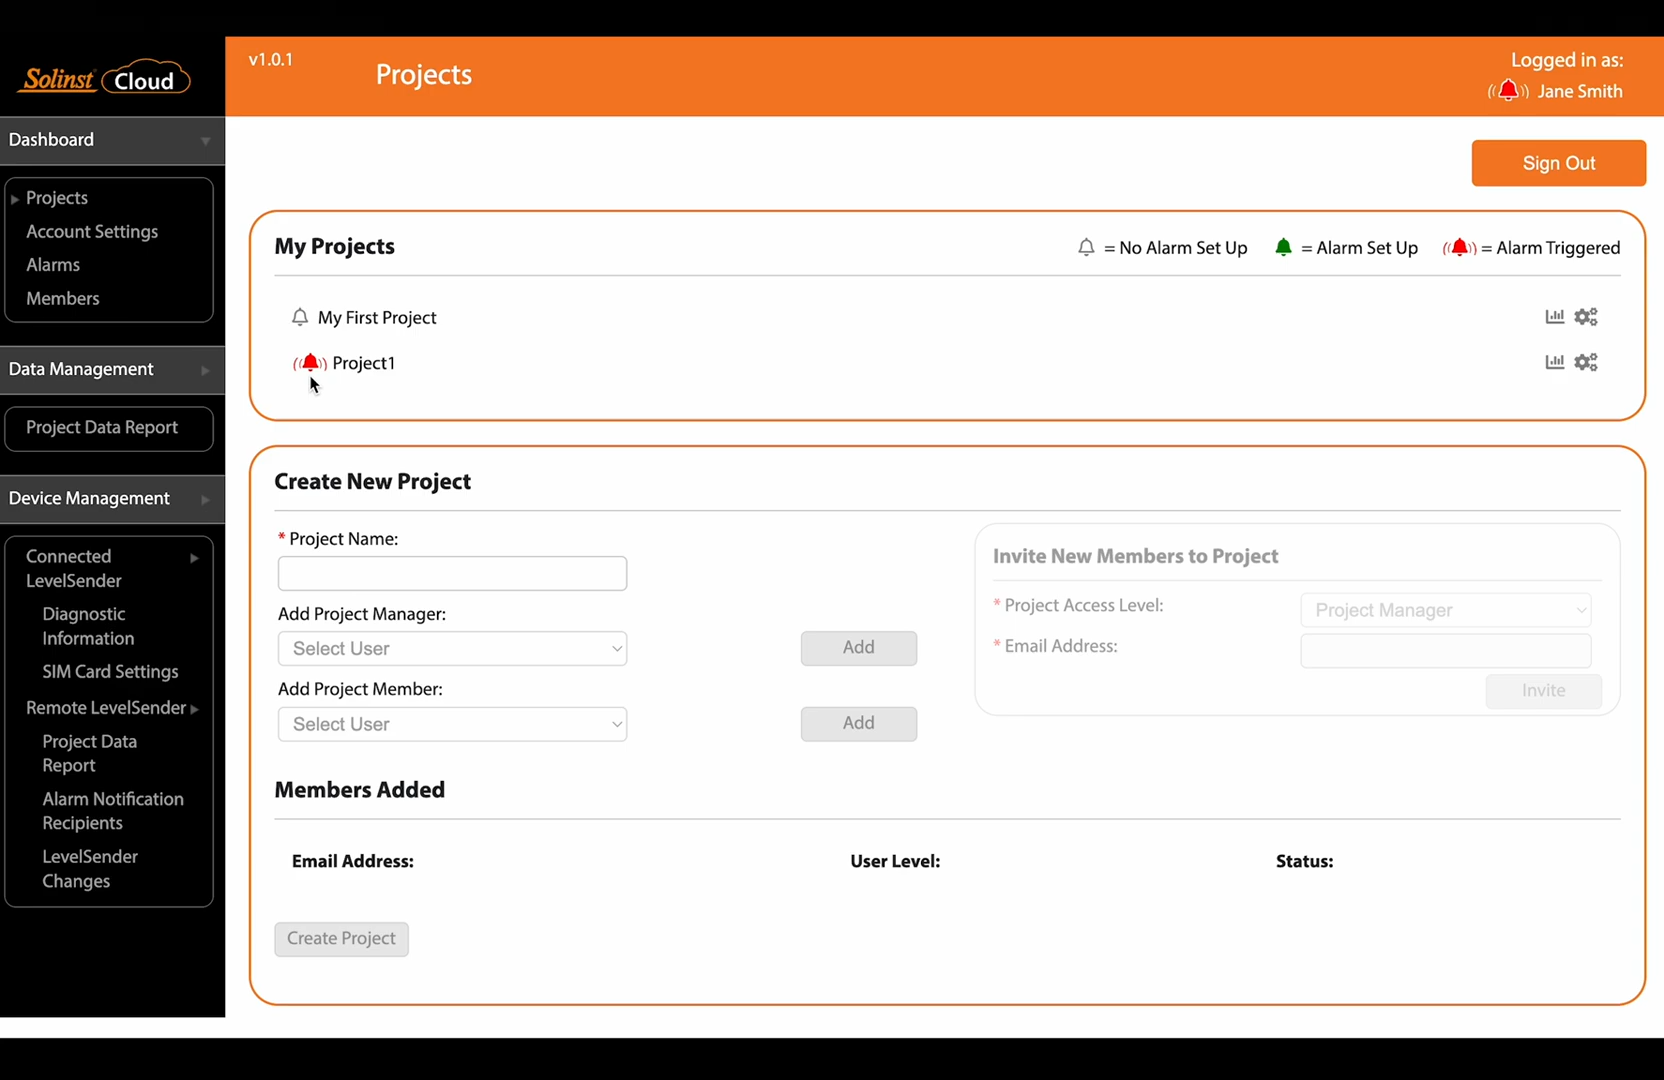 Solinst Cloud
v1.0.1
Projects
Logged in as:
Jane Smith
Sign Out
Dashboard
Projects
Account Settings
Alarms
Members
Data Management
Project Data Report
Device Management
Connected
LevelSender
Diagnostic
Information
SIM Card Settings
Remote LevelSender
Project Data
Report
Alarm Notification
Recipients
LevelSender
Changes
My Projects
= No Alarm Set Up
= Alarm Set Up
= Alarm Triggered
My First Project
Project1
Create New Project
* Project Name:
Add Project Manager:
Select User
Add
Add Project Member:
Select User
Add
Invite New Members to Project
* Project Access Level:
Project Manager
* Email Address:
Invite
Members Added
Email Address:
User Level:
Status:
Create Project